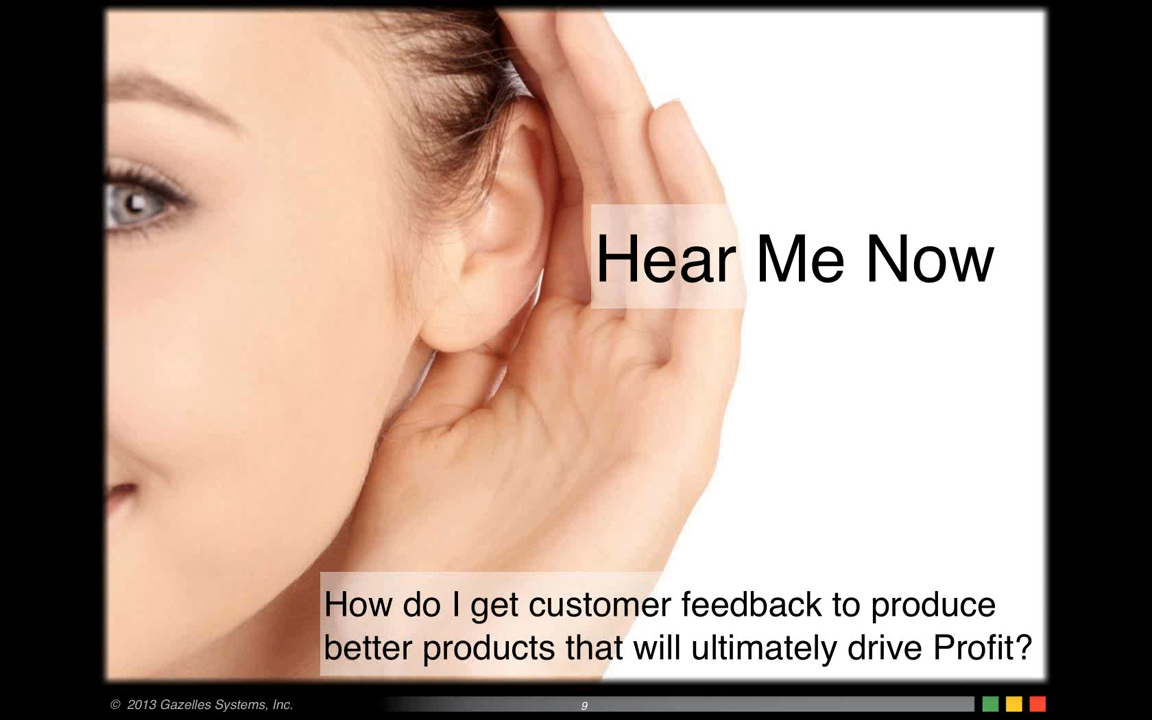 Hear Me Now
How do I get customer feedback to produce
better products that will ultimately drive Profit?
© 2013 Gazelles Systems, Inc.
9